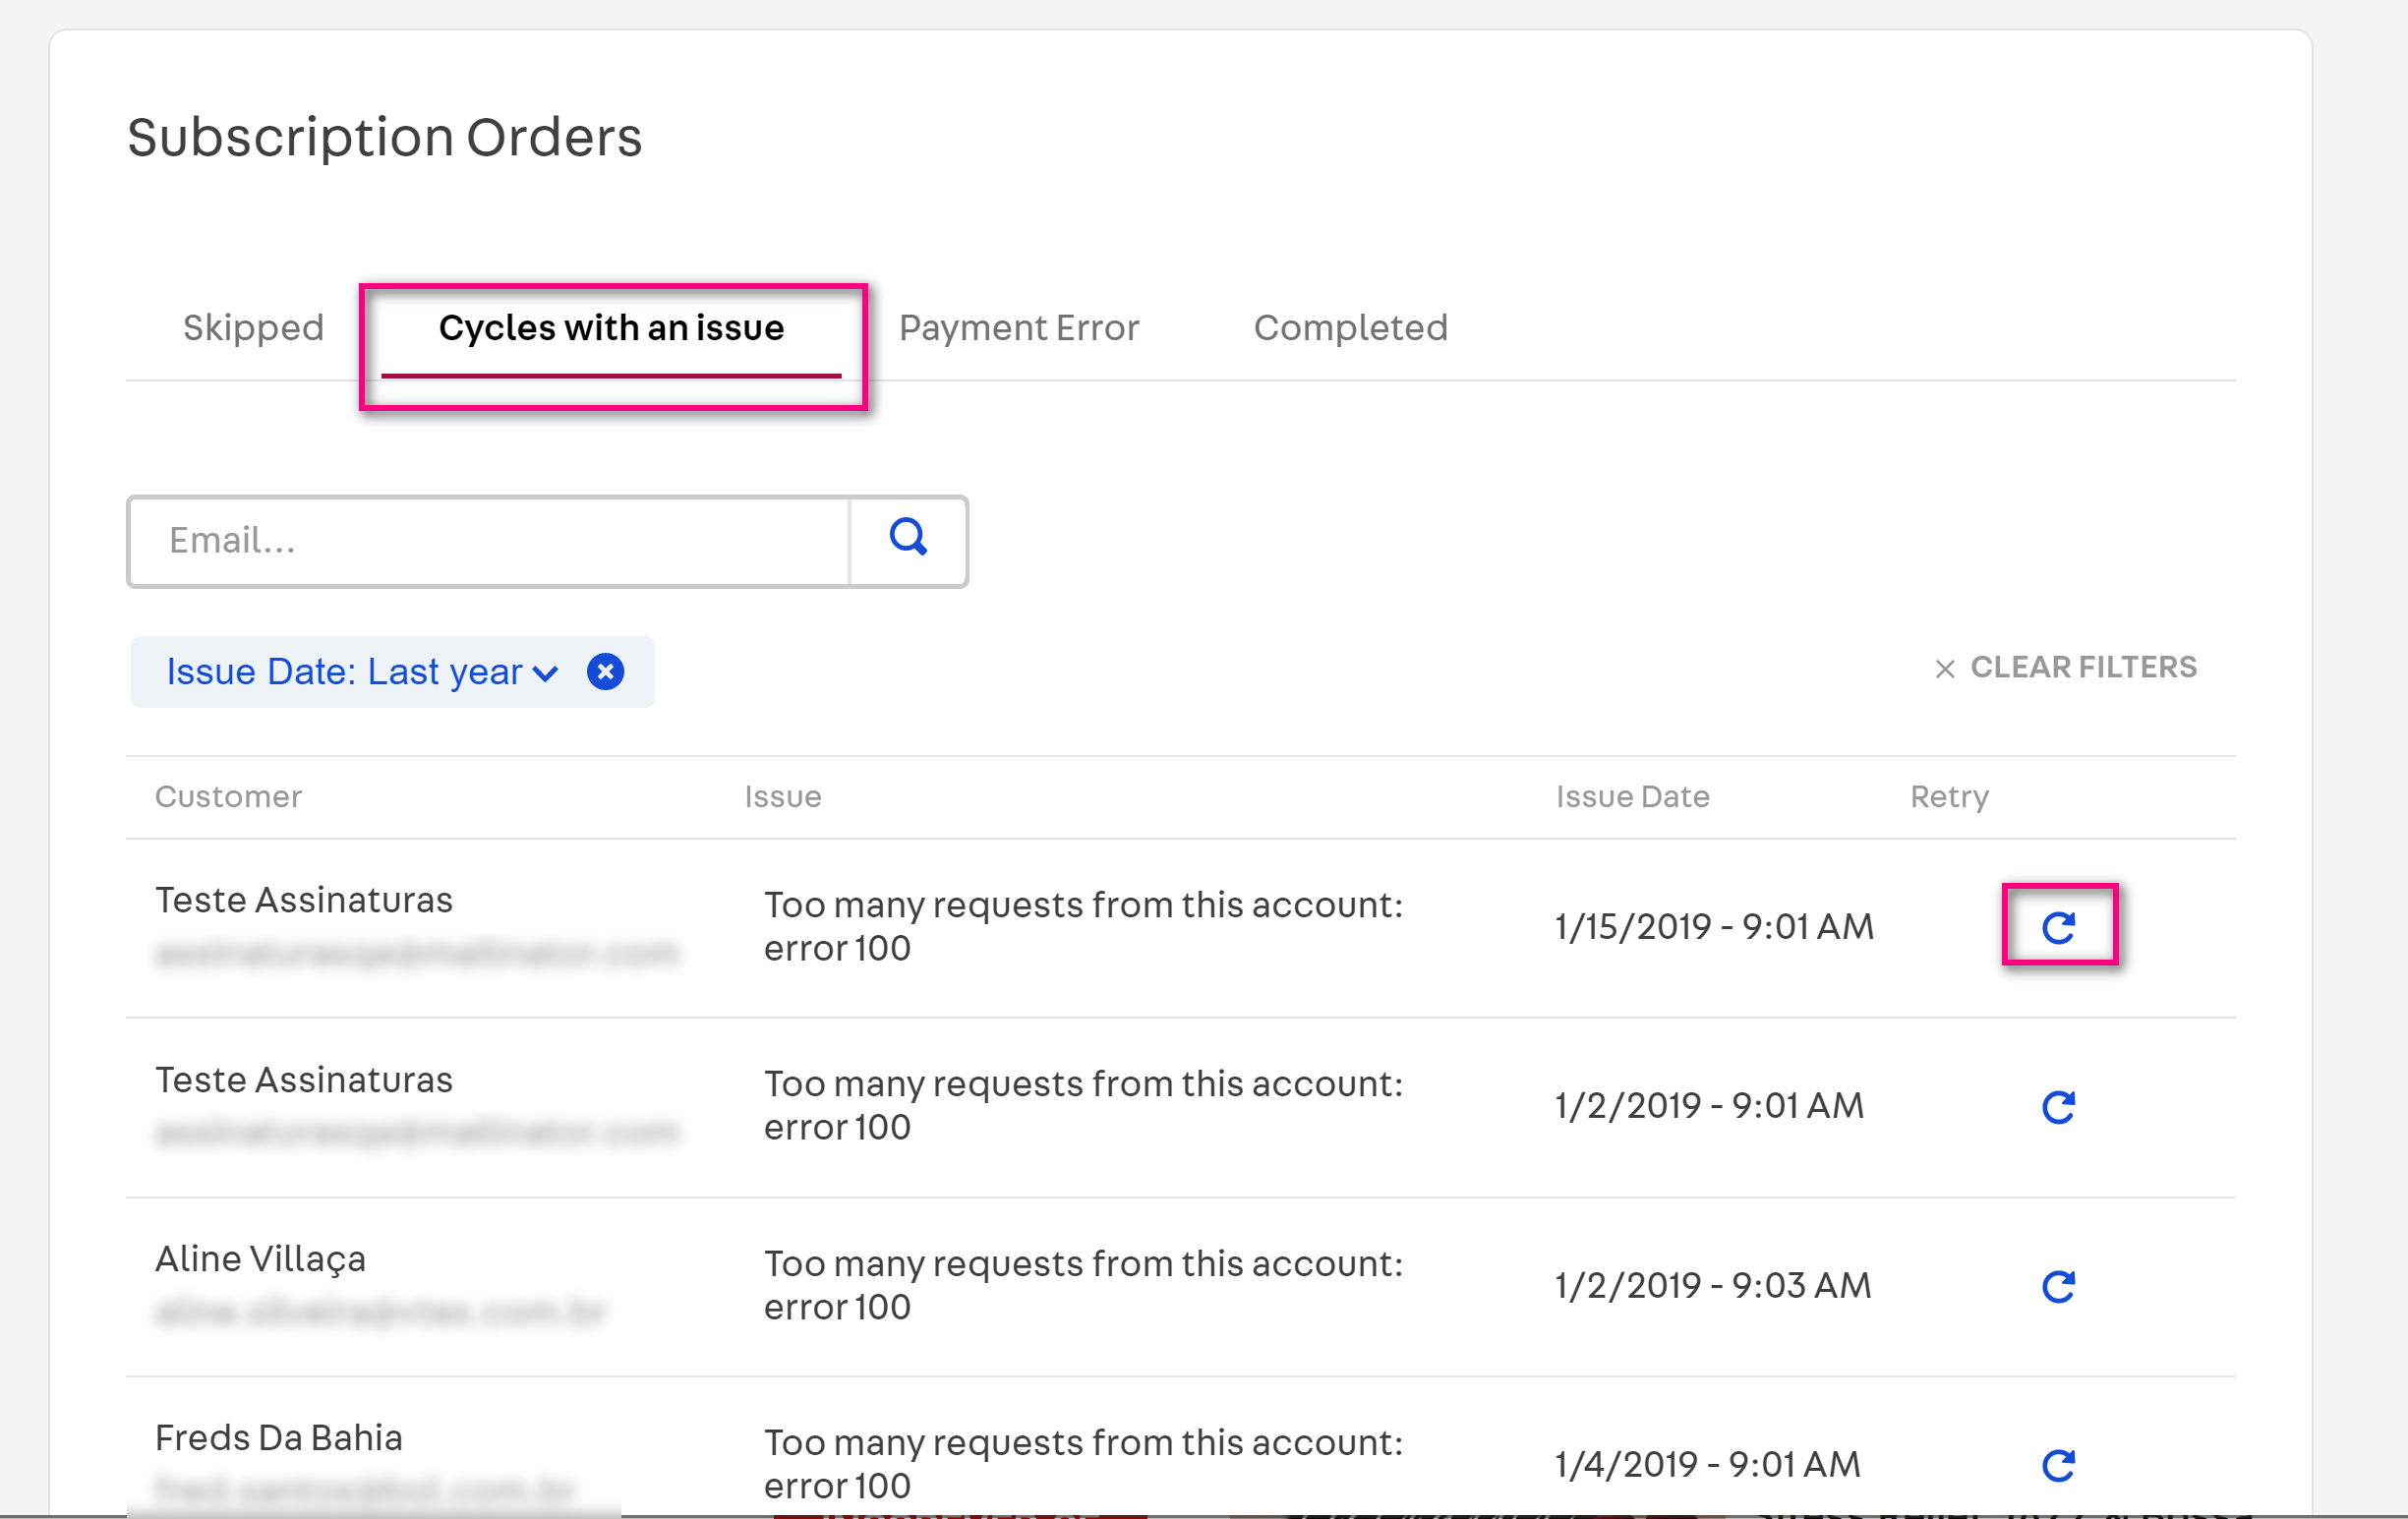 Subscription Orders
Skipped Cycles with an issue Payment Error Completed
Email...
Issue Date: Last year CLEAR FILTERS
Customer Issue Issue Date Retry
Teste Assinaturas
Too many requests from this account:
error 100
1/15/2019 - 9:01 AM
Teste Assinaturas
Too many requests from this account:
error 100
1/2/2019 - 9:01 AM
Aline Villaça
Too many requests from this account:
error 100
1/2/2019 - 9:03 AM
Freds Da Bahia
Too many requests from this account:
error 100
1/4/2019 - 9:01 AM